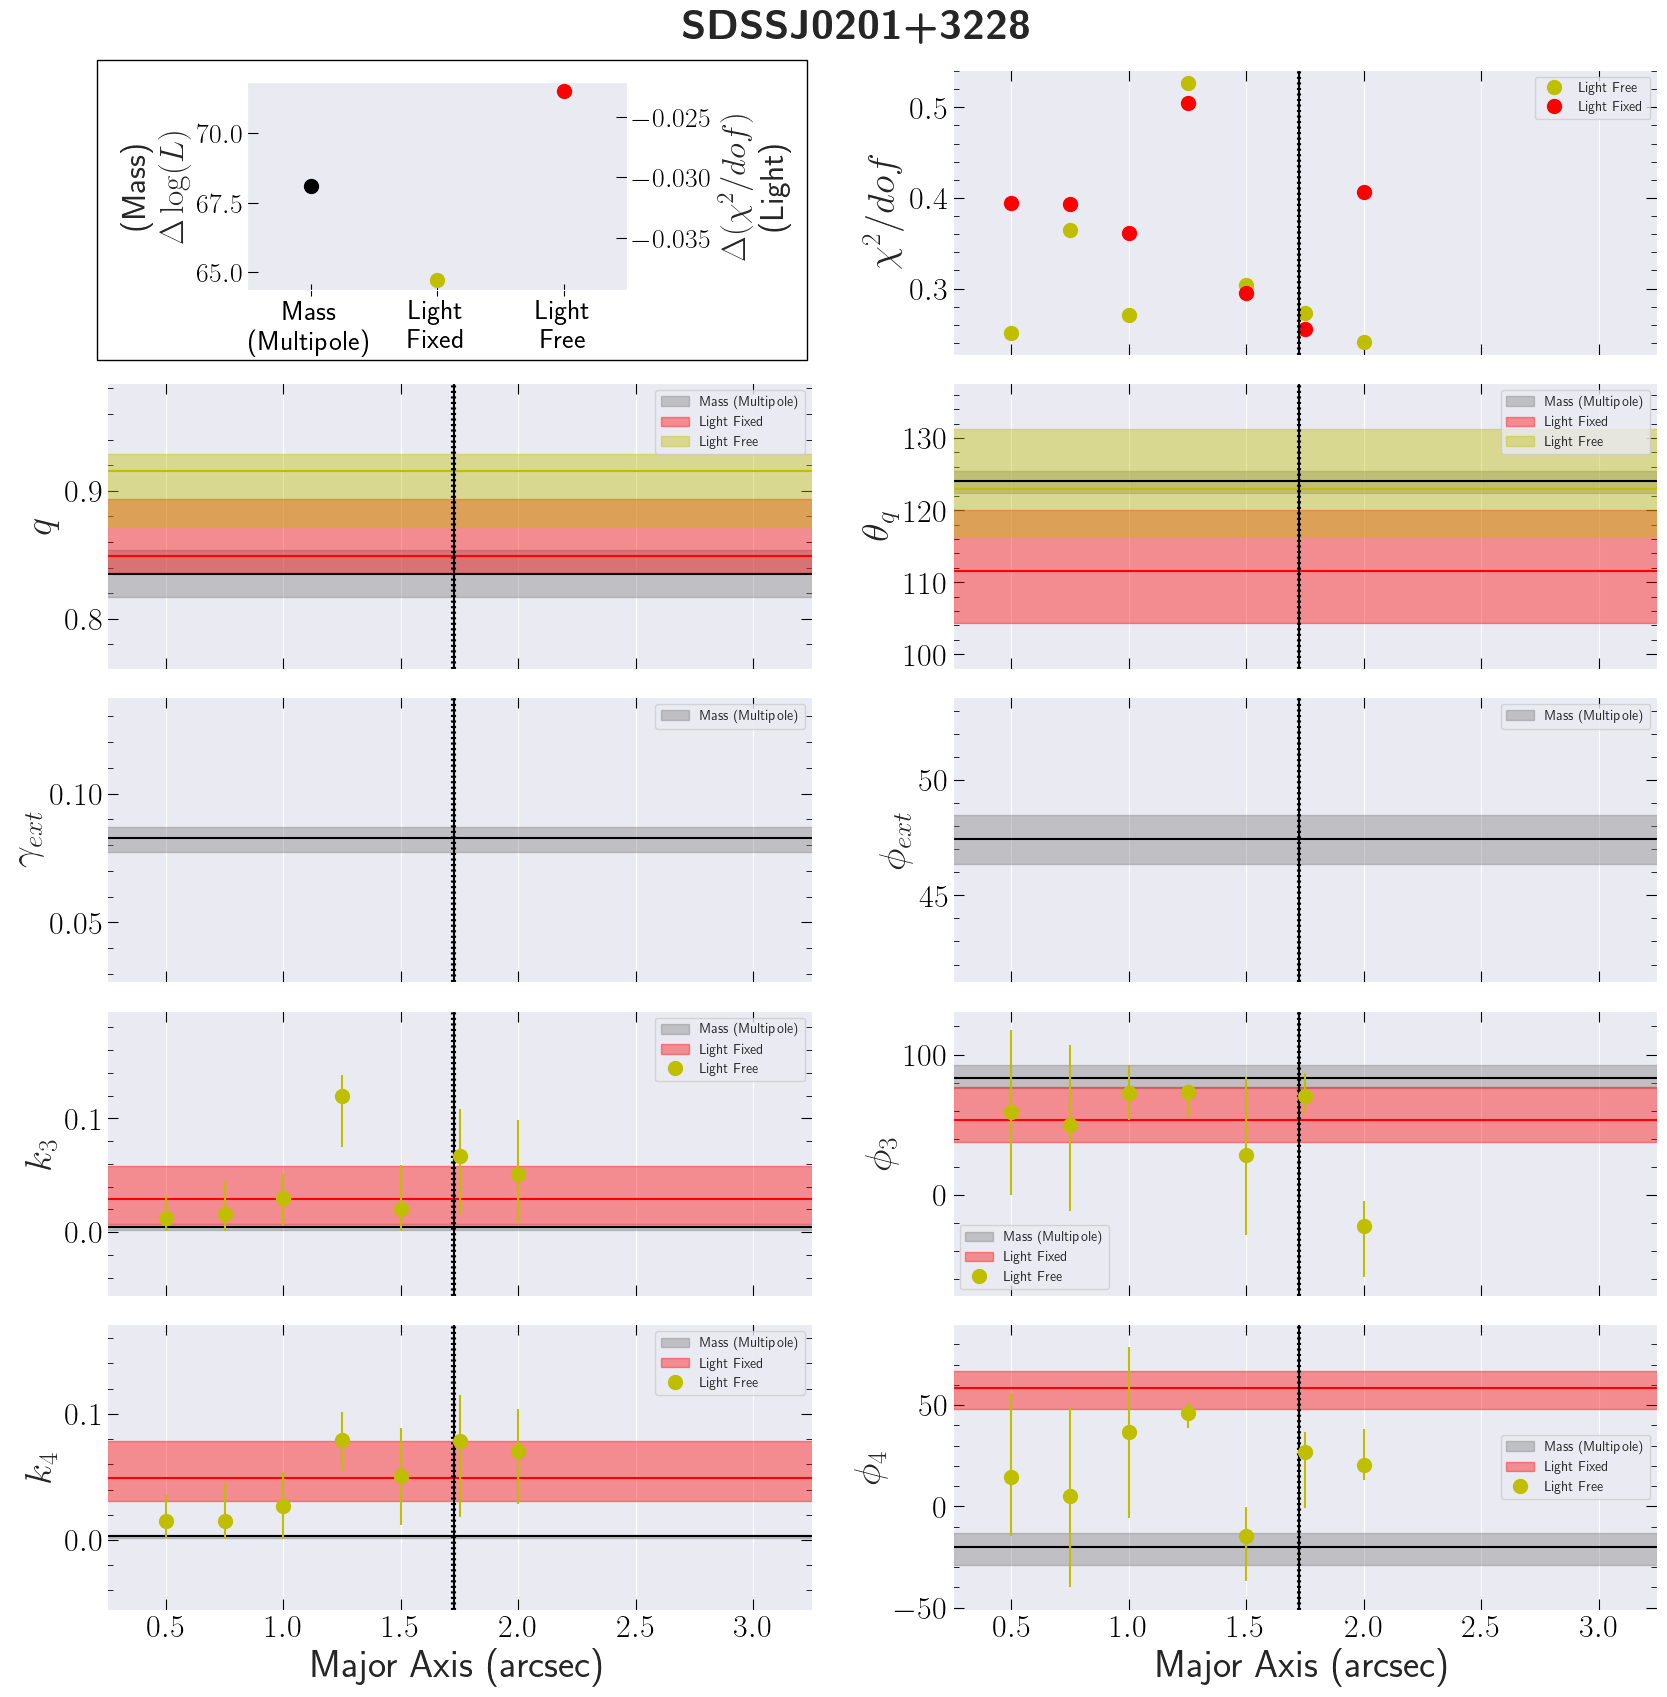 SDSSJ0201+3228
(Mass)
Δ log(L)
70.0
67.5
65.0
−0.025
−0.030
−0.035
Δ(χ²/dof)
(Light)
Mass
(Multipole)
Light
Fixed
Light
Free
χ²/dof
0.5
0.4
0.3
Light Free
Light Fixed
q
0.9
0.8
Mass (Multipole)
Light Fixed
Light Free
θ_q
130
120
110
100
Mass (Multipole)
Light Fixed
Light Free
γ_ext
0.10
0.05
Mass (Multipole)
ϕ_ext
50
45
Mass (Multipole)
k₃
0.1
0.0
Mass (Multipole)
Light Fixed
Light Free
ϕ₃
100
0
Mass (Multipole)
Light Fixed
Light Free
k₄
0.1
0.0
Mass (Multipole)
Light Fixed
Light Free
0.5 1.0 1.5 2.0 2.5 3.0
Major Axis (arcsec)
ϕ₄
50
0
−50
Mass (Multipole)
Light Fixed
Light Free
0.5 1.0 1.5 2.0 2.5 3.0
Major Axis (arcsec)